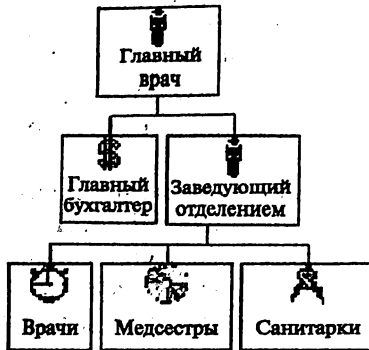 Главный
врач
Главный
бухгалтер
Заведующий
отделением
Врачи
Медсестры
Санитарки